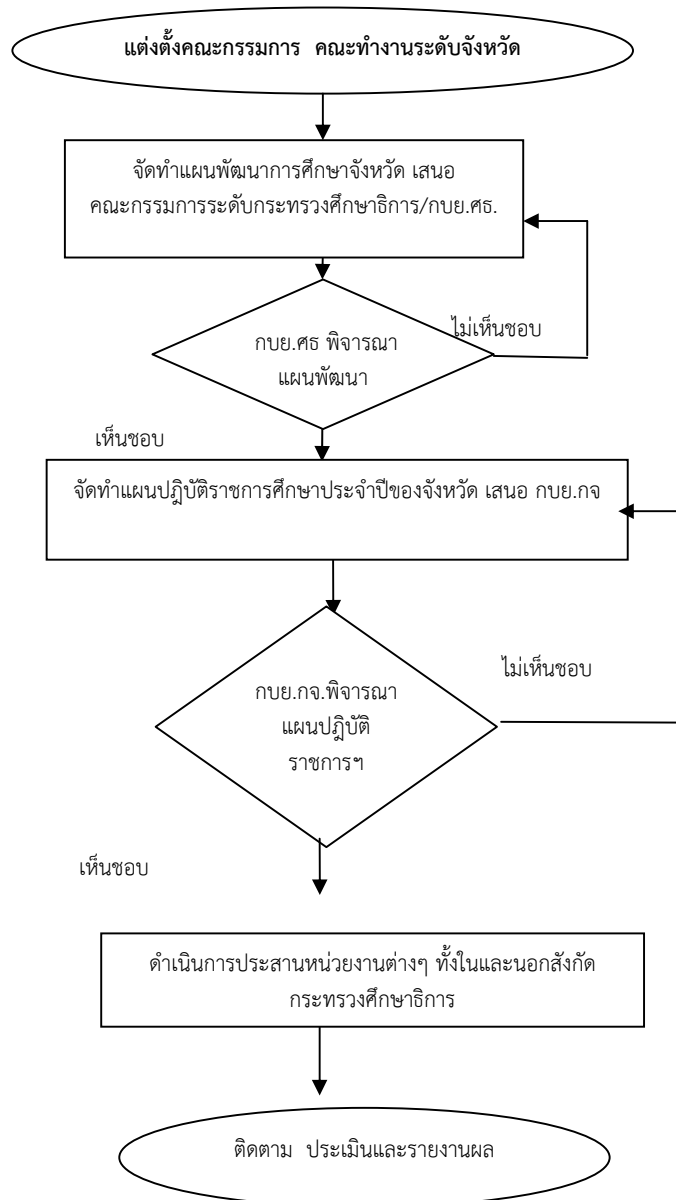 แต่งตั้งคณะกรรมการ คณะทำงานระดับจังหวัด
จัดทำแผนพัฒนาการศึกษาจังหวัด เสนอ
คณะกรรมการระดับกระทรวงศึกษาธิการ/กบย.ศธ.
ไม่เห็นชอบ
กบย.ศธ พิจารณา
แผนพัฒนา
เห็นชอบ
จัดทำแผนปฏิบัติราชการศึกษาประจำปีของจังหวัด เสนอ กบย.กจ
ไม่เห็นชอบ
กบย.กจ.พิจารณา
แผนปฏิบัติ
ราชการฯ
เห็นชอบ
ดำเนินการประสานหน่วยงานต่างๆ ทั้งในและนอกสังกัด
กระทรวงศึกษาธิการ
ติดตาม ประเมินและรายงานผล